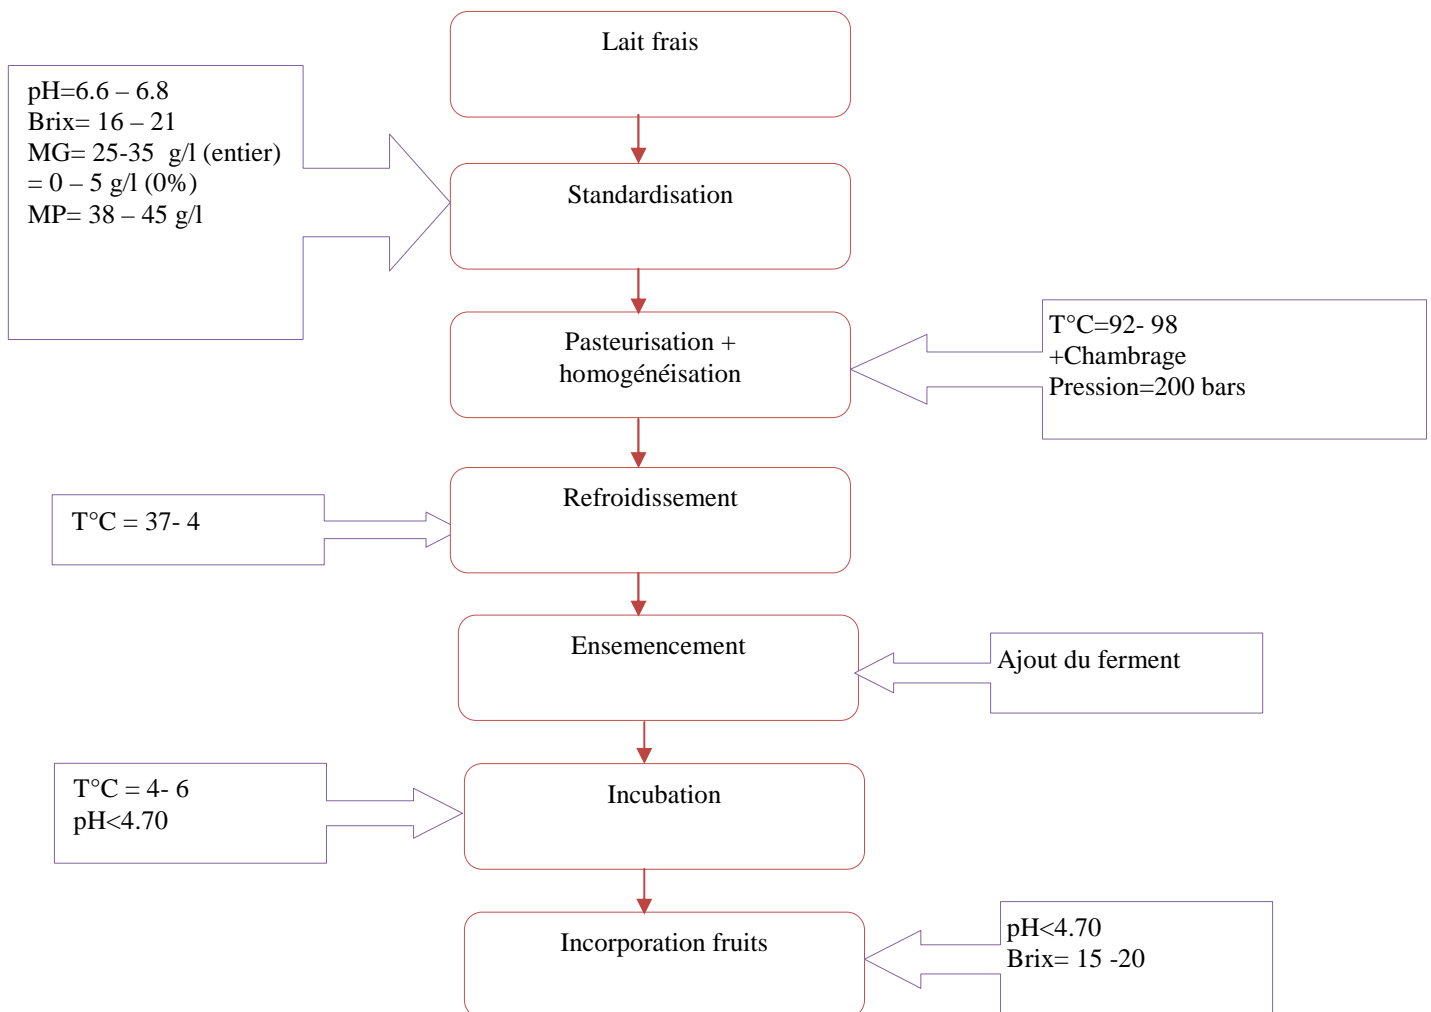 Lait frais
pH=6.6 – 6.8
Brix= 16 – 21
MG= 25-35 g/l (entier)
= 0 – 5 g/l (0%)
MP= 38 – 45 g/l
Standardisation
Pasteurisation +
homogénéisation
T°C=92- 98
+Chambrage
Pression=200 bars
Refroidissement
T°C = 37- 4
Ensemencement
Ajout du ferment
T°C = 4- 6
pH<4.70
Incubation
Incorporation fruits
pH<4.70
Brix= 15 -20